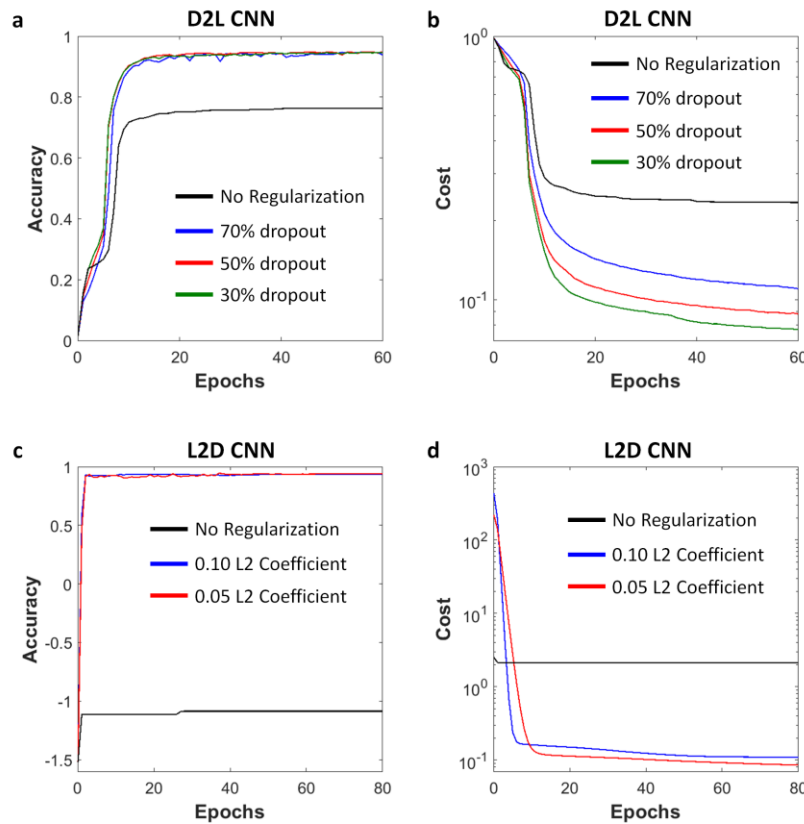 a
D2L CNN
1
0.8
0.6
0.4
0.2
0
Accuracy
No Regularization
70% dropout
50% dropout
30% dropout
0 20 40 60
Epochs
b
D2L CNN
10^0
10^-1
Cost
No Regularization
70% dropout
50% dropout
30% dropout
0 20 40 60
Epochs
c
L2D CNN
1
0.5
0
-0.5
-1
-1.5
Accuracy
No Regularization
0.10 L2 Coefficient
0.05 L2 Coefficient
0 20 40 60 80
Epochs
d
L2D CNN
10^3
10^2
10^1
10^0
10^-1
Cost
No Regularization
0.10 L2 Coefficient
0.05 L2 Coefficient
0 20 40 60 80
Epochs